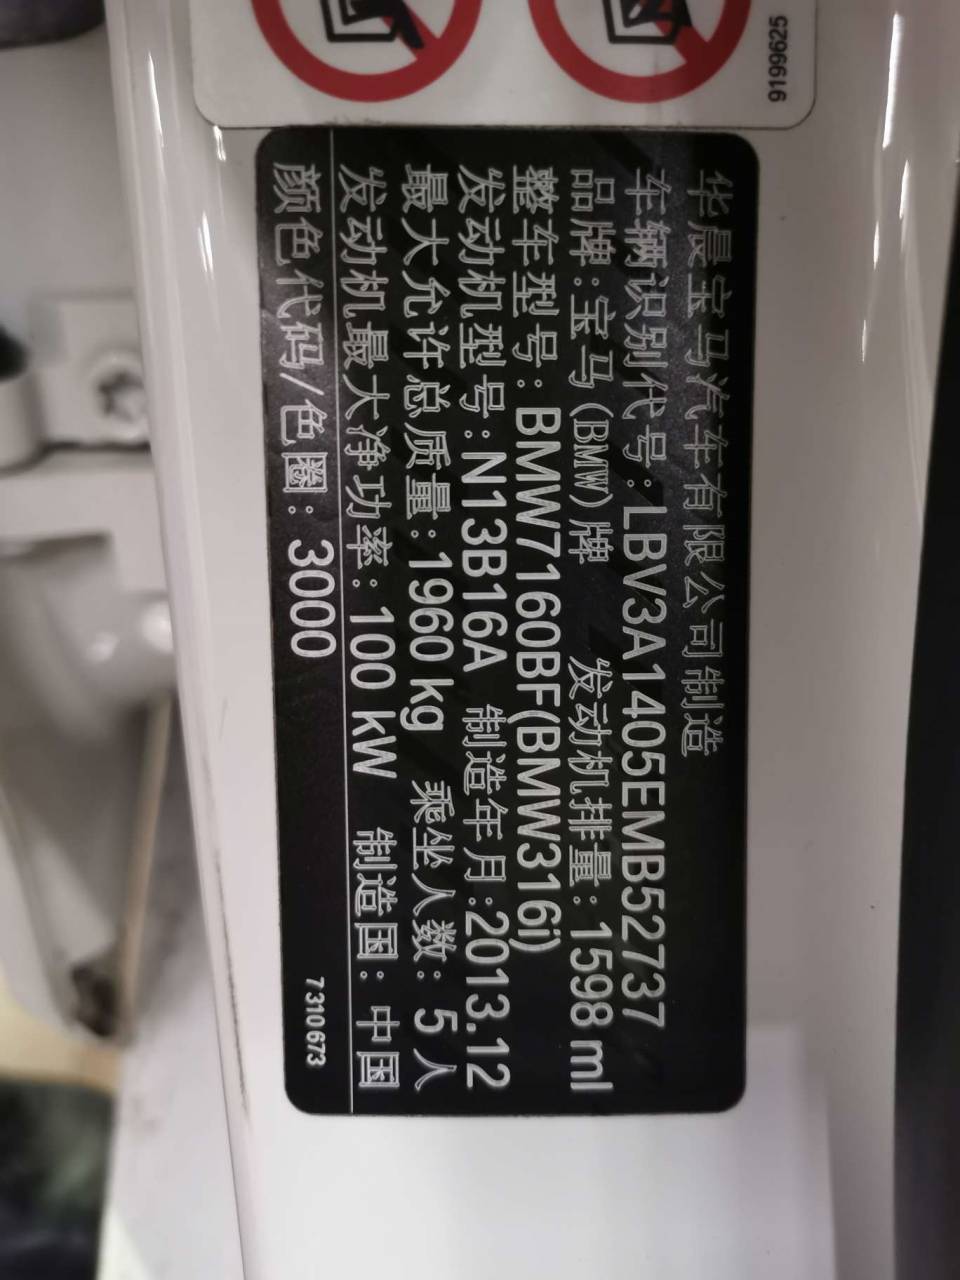 9199625
华晨宝马汽车有限公司制造
车辆识别代号:LBV3A1405EMB52737
品牌:宝马(BMW)牌 发动机排量: 1598 ml
整车型号: BMW7160BF(BMW316i)
发动机型号:N13B16A 制造年月:2013.12
最大允许总质量:1960 kg 乘坐人数: 5 人
发动机最大净功率:100 kW 制造国: 中国
颜色代码/色圈: 3000
7310673